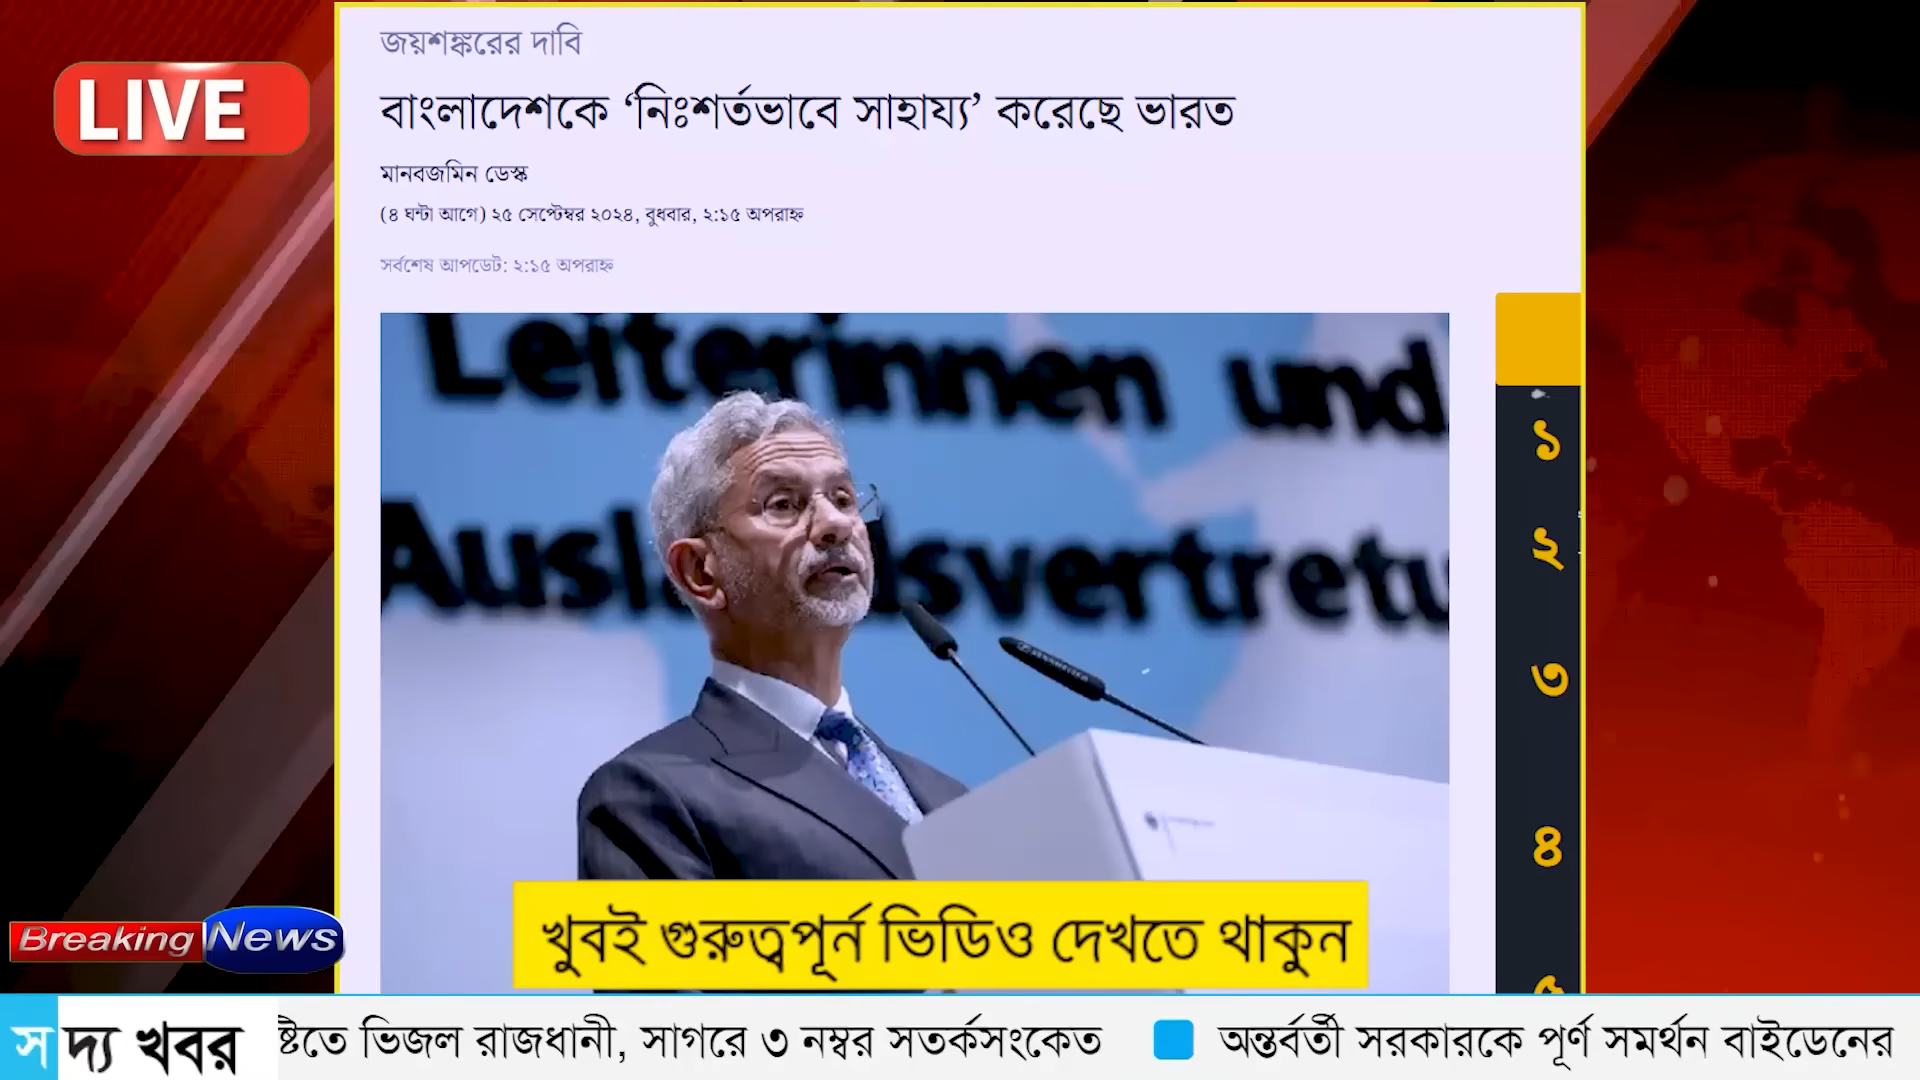 LIVE
জয়শঙ্করের দাবি
বাংলাদেশকে ‘নিঃশর্তভাবে সাহায্য’ করেছে ভারত
মানবজমিন ডেস্ক
(৪ ঘন্টা আগে) ২৫ সেপ্টেম্বর ২০২৪, বুধবার, ২:১৫ অপরাহ্ন
সর্বশেষ আপডেট: ২:১৫ অপরাহ্ন
Leiterinnen und
Auslandsvertretu
১
২
৩
৪
৫
খুবই গুরুত্বপূর্ন ভিডিও দেখতে থাকুন
Breaking News
সদ্য খবর
ষ্টিতে ভিজল রাজধানী, সাগরে ৩ নম্বর সতর্কসংকেত
অন্তর্বর্তী সরকারকে পূর্ণ সমর্থন বাইডেনের